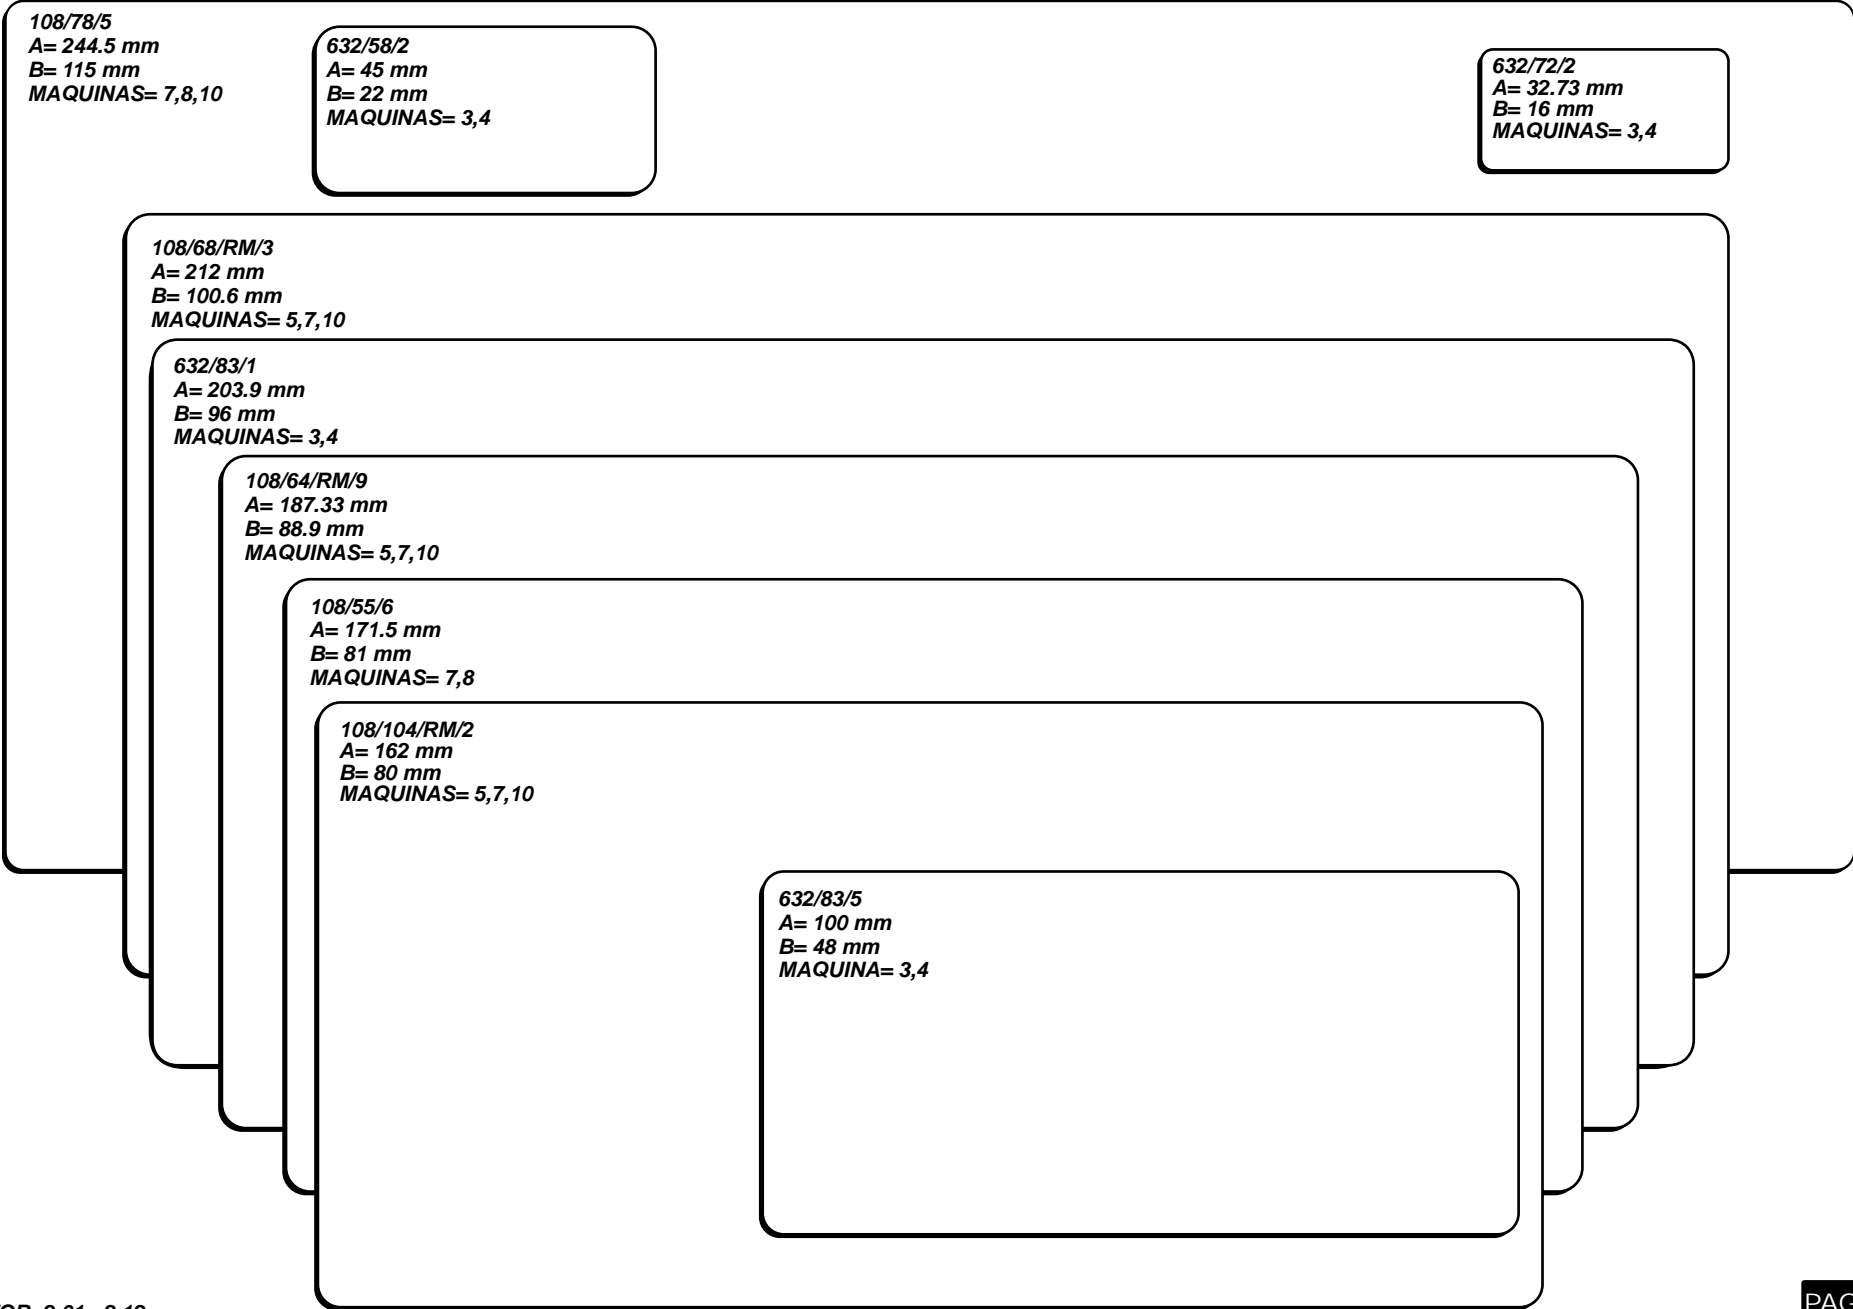 108/78/5
A= 244.5 mm
B= 115 mm
MAQUINAS= 7,8,10
632/58/2
A= 45 mm
B= 22 mm
MAQUINAS= 3,4
632/72/2
A= 32.73 mm
B= 16 mm
MAQUINAS= 3,4
108/68/RM/3
A= 212 mm
B= 100.6 mm
MAQUINAS= 5,7,10
632/83/1
A= 203.9 mm
B= 96 mm
MAQUINAS= 3,4
108/64/RM/9
A= 187.33 mm
B= 88.9 mm
MAQUINAS= 5,7,10
108/55/6
A= 171.5 mm
B= 81 mm
MAQUINAS= 7,8
108/104/RM/2
A= 162 mm
B= 80 mm
MAQUINAS= 5,7,10
632/83/5
A= 100 mm
B= 48 mm
MAQUINA= 3,4
PAG